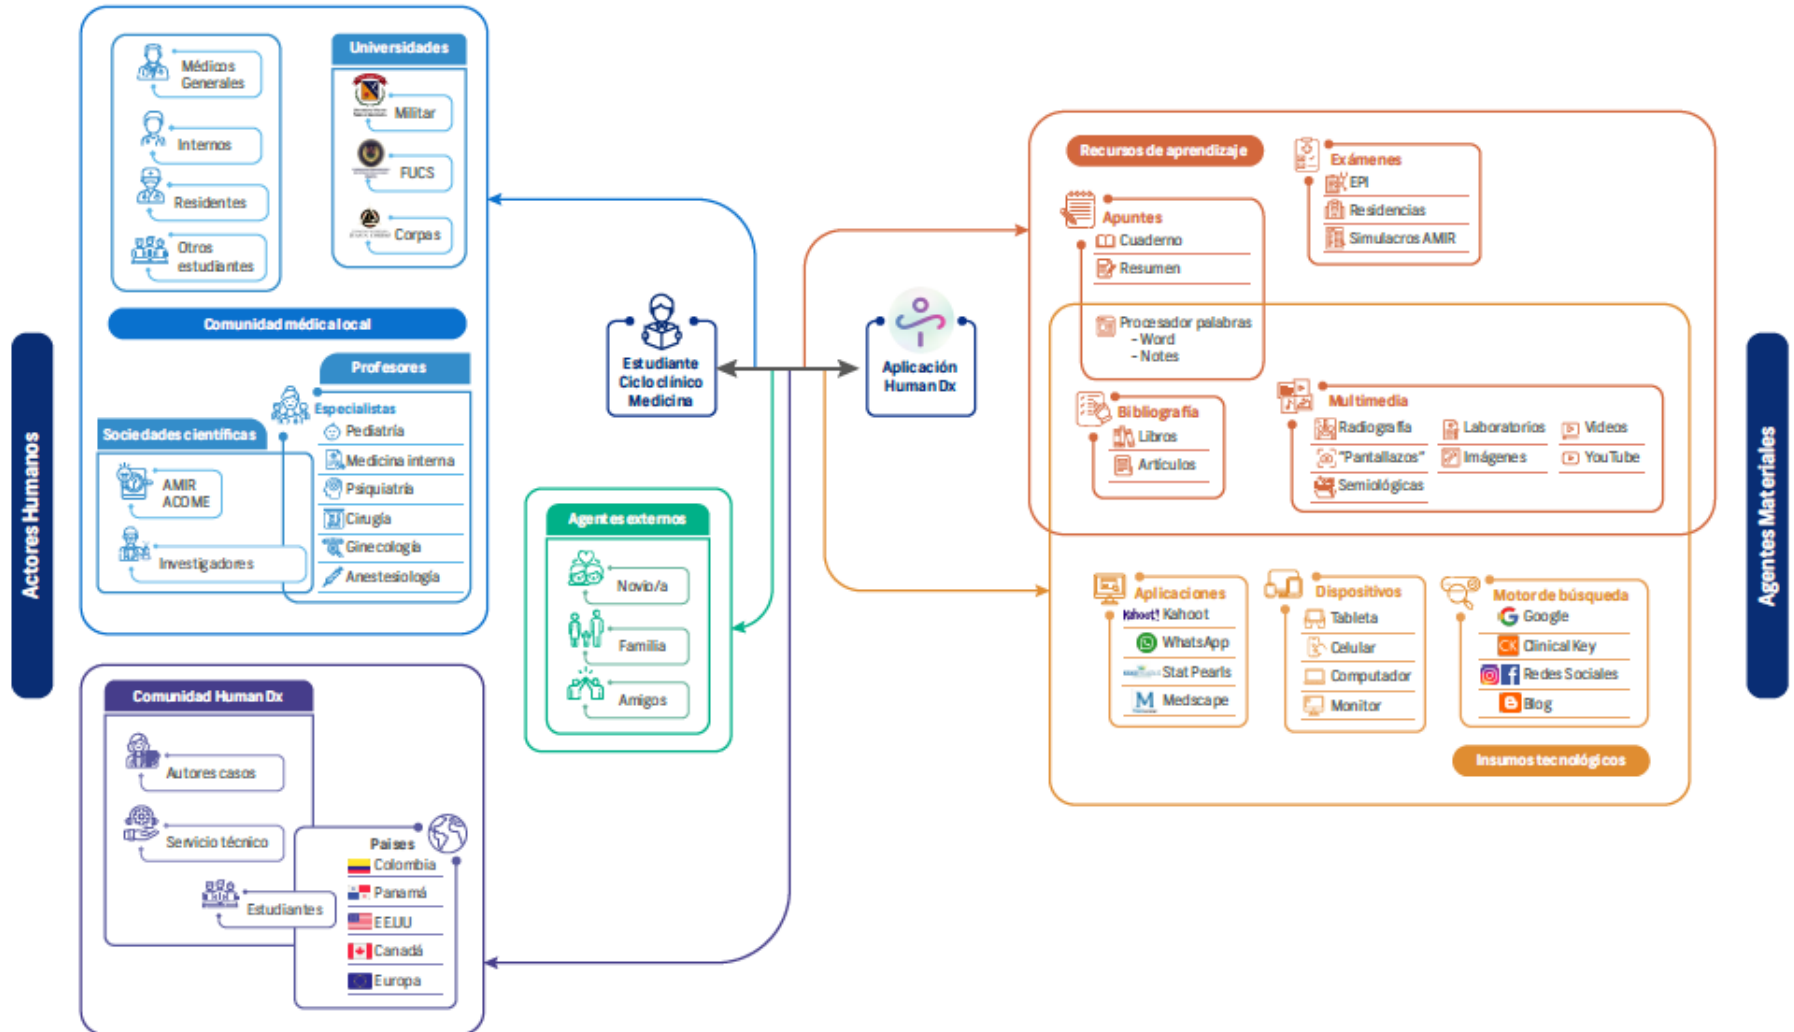 Actores Humanos
Médicos
Generales
Internos
Residentes
Otros
estudiantes
Universidades
Militar
FUCS
Corpas
Comunidad médica local
Profesores
Especialistas
Pediatría
Medicina interna
Psiquiatría
Cirugía
Ginecología
Anestesiología
Sociedades científicas
AMIR
ACOME
Investigadores
Comunidad Human Dx
Autores casos
Servicio técnico
Estudiantes
Paises
Colombia
Panamá
EE.UU
Canadá
Europa
Estudiante
Ciclo clínico
Medicina
Aplicación
Human Dx
Agentes externos
Novio/a
Familia
Amigos
Recursos de aprendizaje
Apuntes
Cuaderno
Resumen
Procesador palabras
- Word
- Notes
Exámenes
EPI
Residencias
Simulacros AMIR
Bibliografía
Libros
Artículos
Multimedia
Radiografía
Laboratorios
Videos
"Pantallazos"
Imágenes
YouTube
Semiológicas
Aplicaciones
Kahoot! Kahoot
WhatsApp
Stat Pearls
M Medscape
Dispositivos
Tableta
Celular
Computador
Monitor
Motor de búsqueda
G Google
CK Clinical Key
f Redes Sociales
B Blog
Insumos tecnológicos
Agentes Materiales